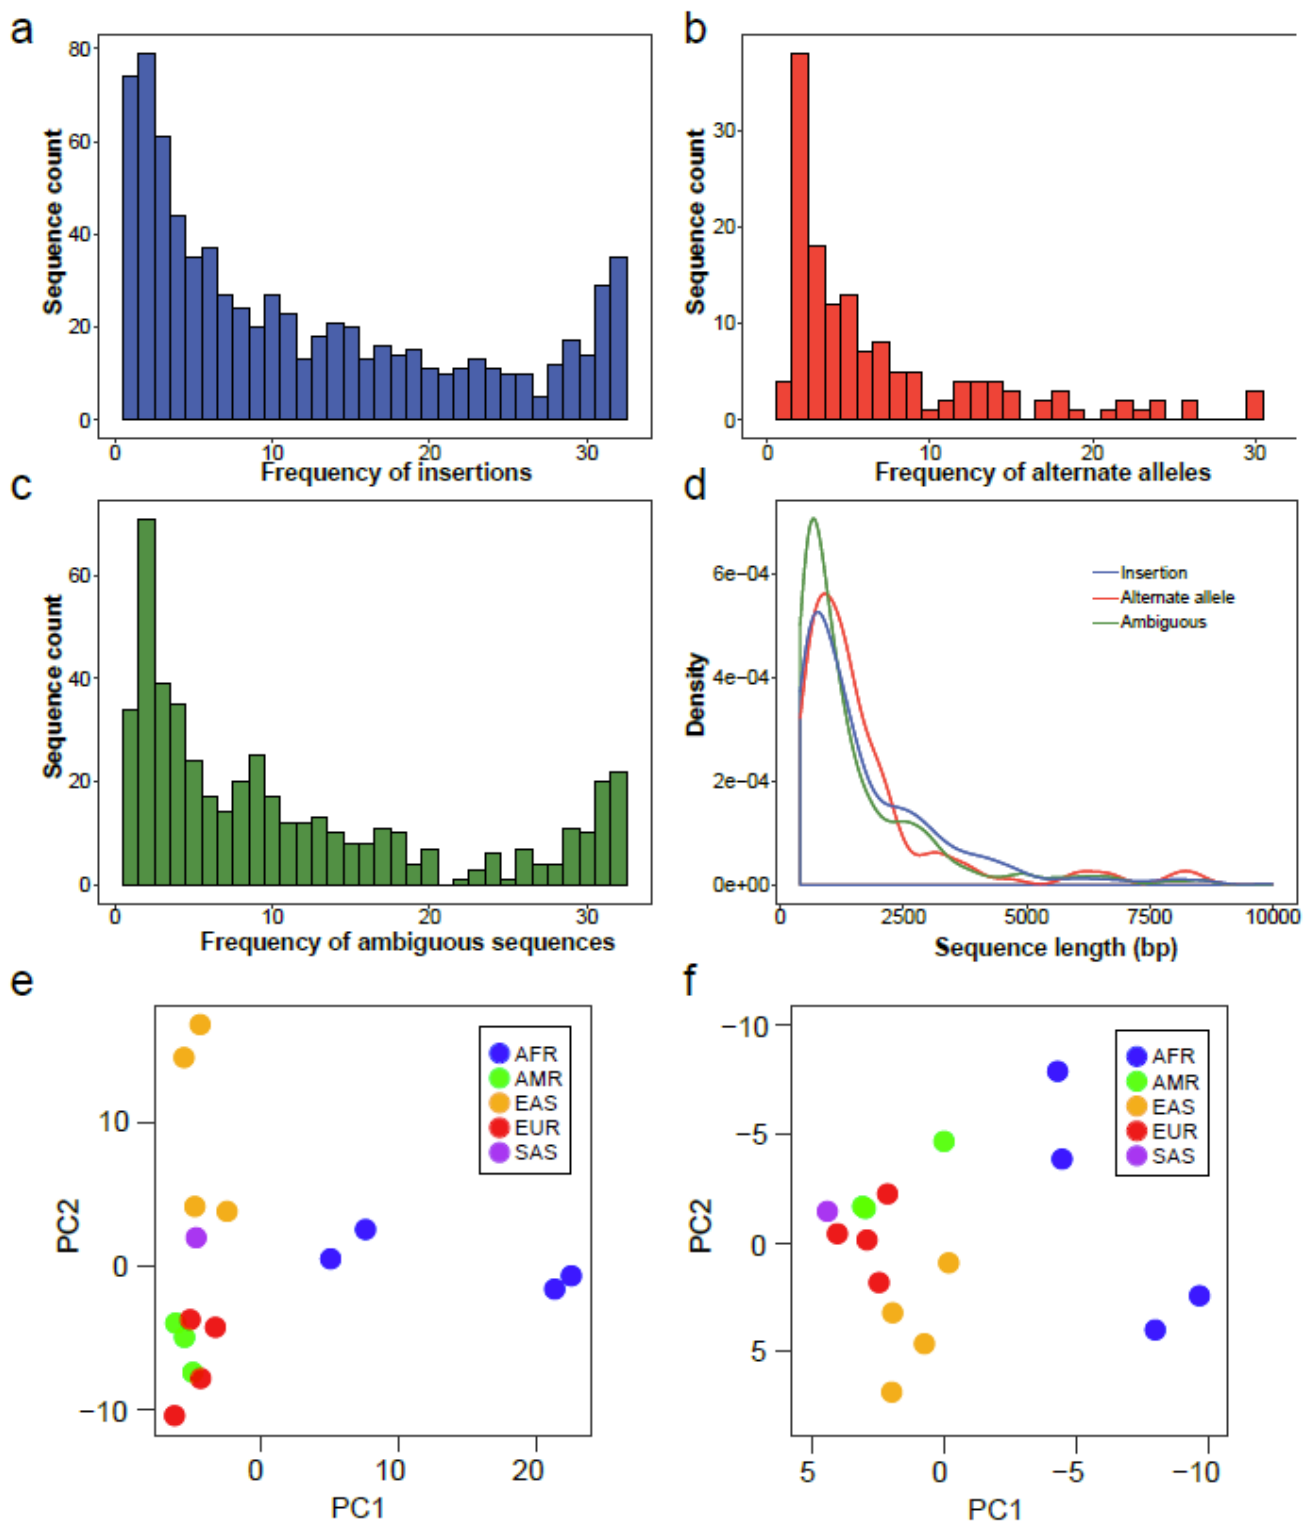 a
80
60
40
20
0
Sequence count
0 10 20 30
Frequency of insertions
b
30
20
10
0
Sequence count
0 10 20 30
Frequency of alternate alleles
c
60
40
20
0
Sequence count
0 10 20 30
Frequency of ambiguous sequences
d
6e−04
4e−04
2e−04
0e+00
Density
Insertion
Alternate allele
Ambiguous
0 2500 5000 7500 10000
Sequence length (bp)
e
10
0
−10
PC2
AFR
AMR
EAS
EUR
SAS
0 10 20
PC1
f
−10
−5
0
5
PC2
AFR
AMR
EAS
EUR
SAS
5 0 −5 −10
PC1